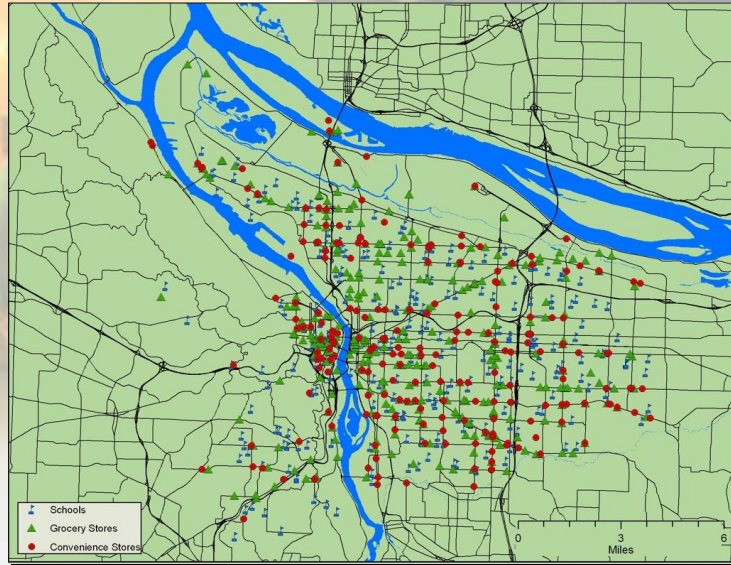 Schools
Grocery Stores
Convenience Stores
0 3 6
Miles